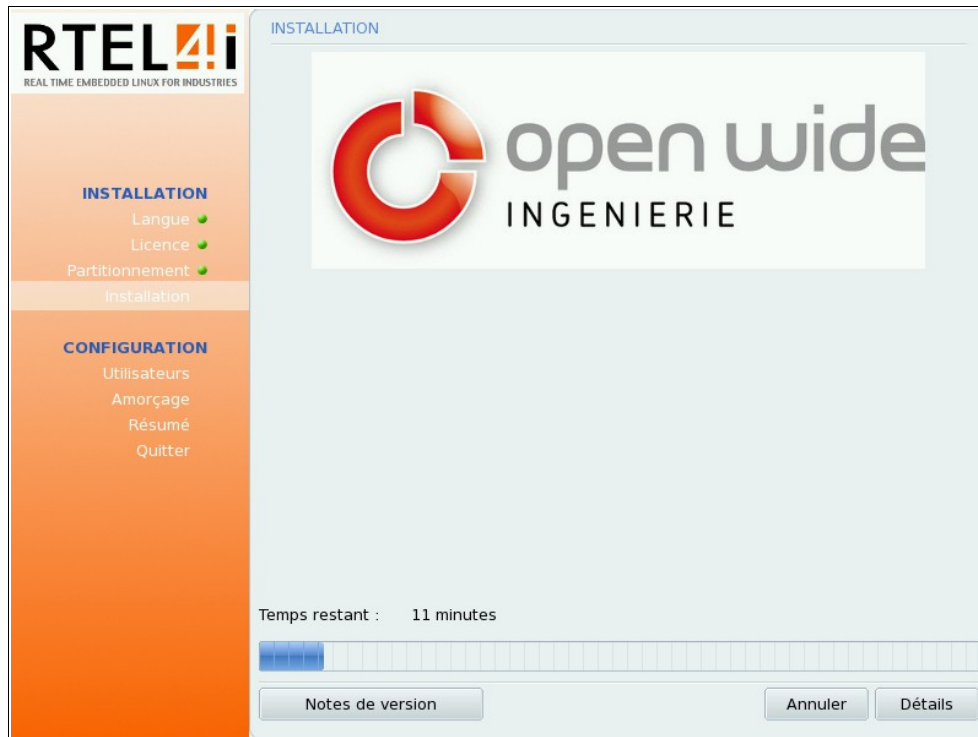 RTEL4i
REAL TIME EMBEDDED LINUX FOR INDUSTRIES
INSTALLATION
Langue
Licence
Partitionnement
Installation
CONFIGURATION
Utilisateurs
Amorçage
Résumé
Quitter
INSTALLATION
open wide
INGENIERIE
Temps restant : 11 minutes
Notes de version
Annuler
Détails